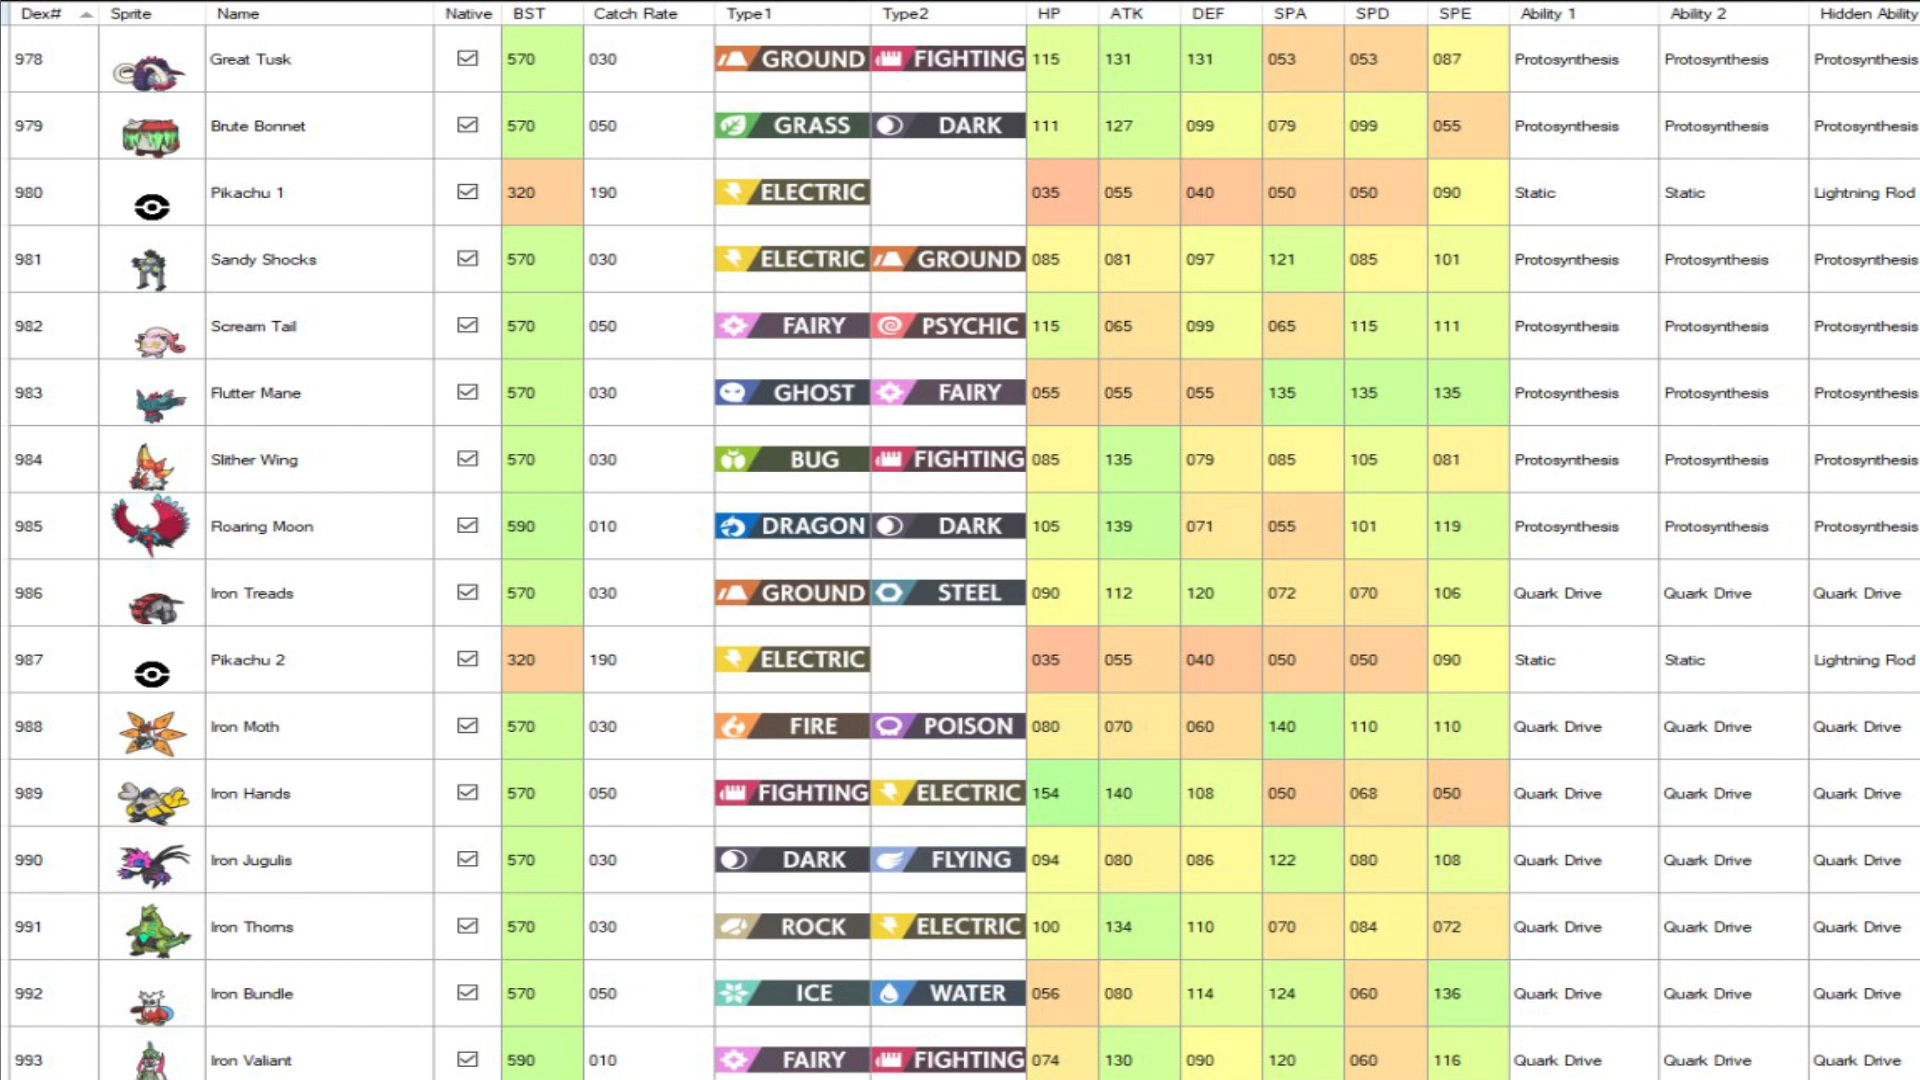 Dex# Sprite Name Native BST Catch Rate Type1 Type2 HP ATK DEF SPA SPD SPE Ability 1 Ability 2 Hidden Ability
978 Great Tusk 570 030 GROUND FIGHTING 115 131 131 053 053 087 Protosynthesis Protosynthesis Protosynthesis
979 Brute Bonnet 570 050 GRASS DARK 111 127 099 079 099 055 Protosynthesis Protosynthesis Protosynthesis
980 Pikachu 1 320 190 ELECTRIC 035 055 040 050 050 090 Static Static Lightning Rod
981 Sandy Shocks 570 030 ELECTRIC GROUND 085 081 097 121 085 101 Protosynthesis Protosynthesis Protosynthesis
982 Scream Tail 570 050 FAIRY PSYCHIC 115 065 099 065 115 111 Protosynthesis Protosynthesis Protosynthesis
983 Flutter Mane 570 030 GHOST FAIRY 055 055 055 135 135 135 Protosynthesis Protosynthesis Protosynthesis
984 Slither Wing 570 030 BUG FIGHTING 085 135 079 085 105 081 Protosynthesis Protosynthesis Protosynthesis
985 Roaring Moon 590 010 DRAGON DARK 105 139 071 055 101 119 Protosynthesis Protosynthesis Protosynthesis
986 Iron Treads 570 030 GROUND STEEL 090 112 120 072 070 106 Quark Drive Quark Drive Quark Drive
987 Pikachu 2 320 190 ELECTRIC 035 055 040 050 050 090 Static Static Lightning Rod
988 Iron Moth 570 030 FIRE POISON 080 070 060 140 110 110 Quark Drive Quark Drive Quark Drive
989 Iron Hands 570 050 FIGHTING ELECTRIC 154 140 108 050 068 050 Quark Drive Quark Drive Quark Drive
990 Iron Jugulis 570 030 DARK FLYING 094 080 086 122 080 108 Quark Drive Quark Drive Quark Drive
991 Iron Thorns 570 030 ROCK ELECTRIC 100 134 110 070 084 072 Quark Drive Quark Drive Quark Drive
992 Iron Bundle 570 050 ICE WATER 056 080 114 124 060 136 Quark Drive Quark Drive Quark Drive
993 Iron Valiant 590 010 FAIRY FIGHTING 074 130 090 120 060 116 Quark Drive Quark Drive Quark Drive